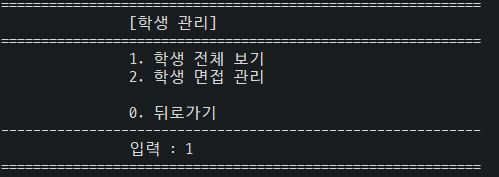 [학생 관리]
1. 학생 전체 보기
2. 학생 면접 관리
0. 뒤로가기
입력 : 1